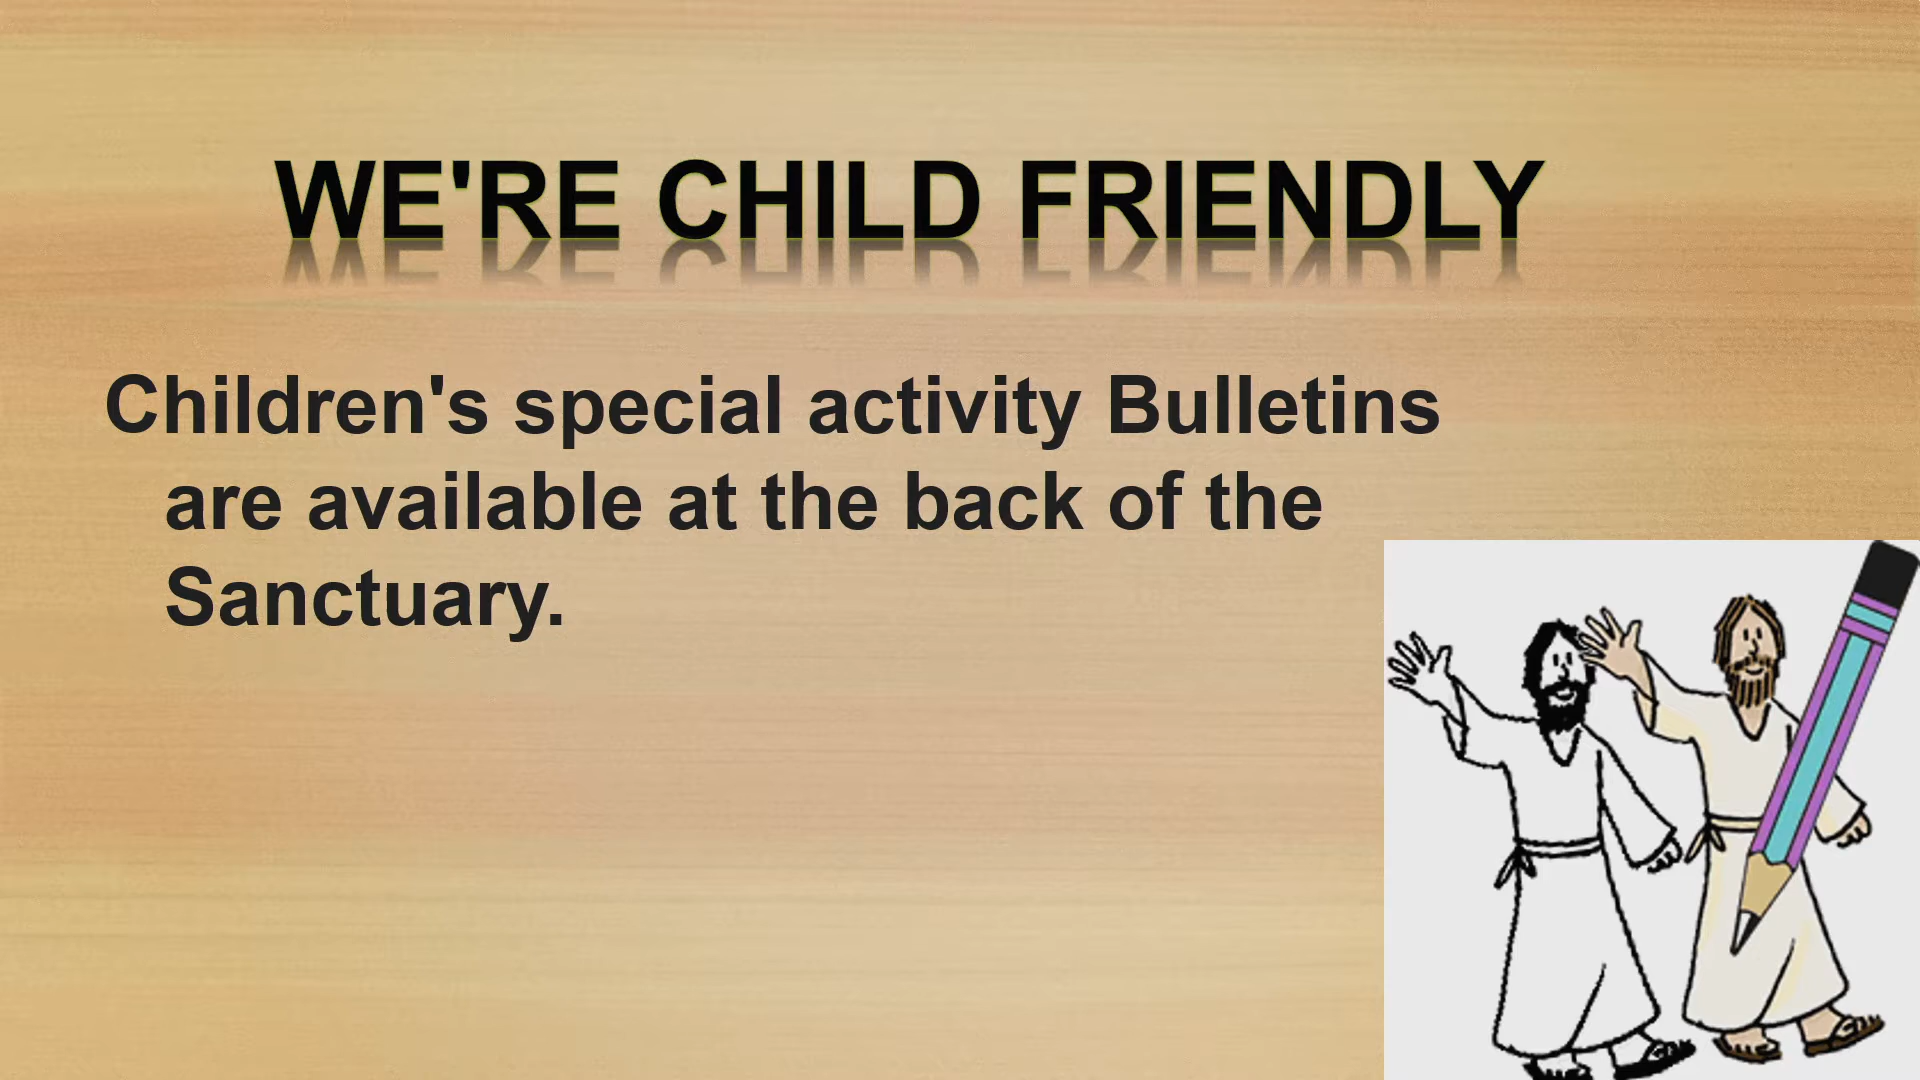 WE'RE CHILD FRIENDLY
Children's special activity Bulletins
are available at the back of the
Sanctuary.